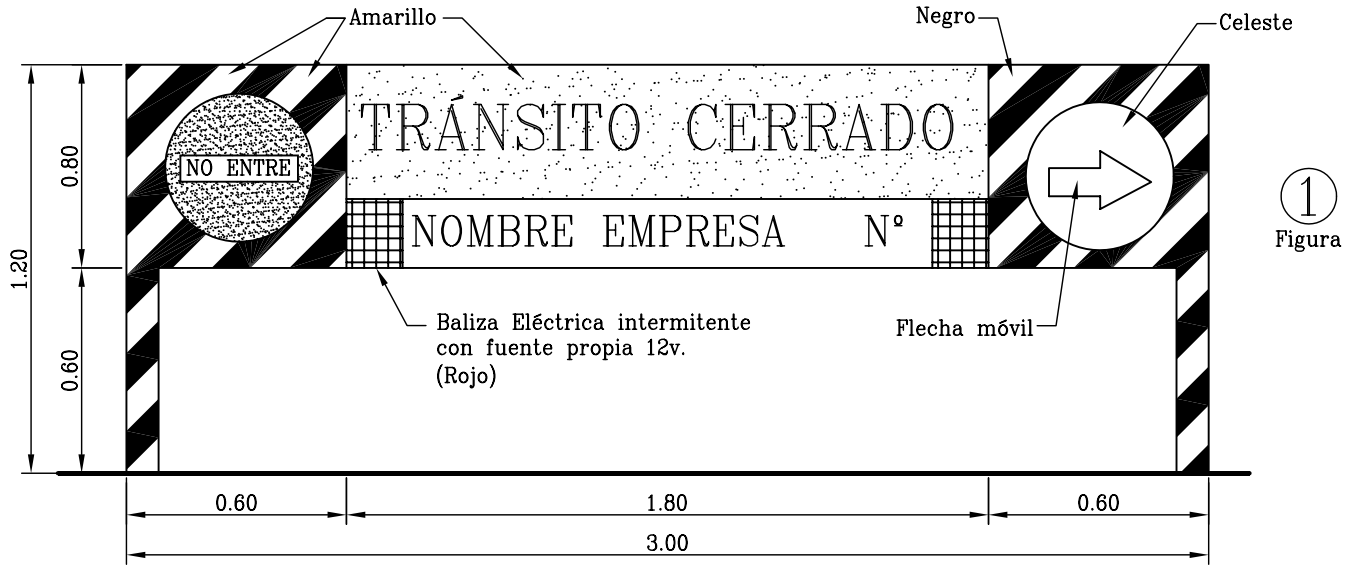 Amarillo
Negro
Celeste
TRÁNSITO CERRADO
NO ENTRE
NOMBRE EMPRESA Nº
1
Figura
0.80
1.20
0.60
Baliza Eléctrica intermitente
con fuente propia 12v.
(Rojo)
Flecha móvil
0.60
1.80
0.60
3.00